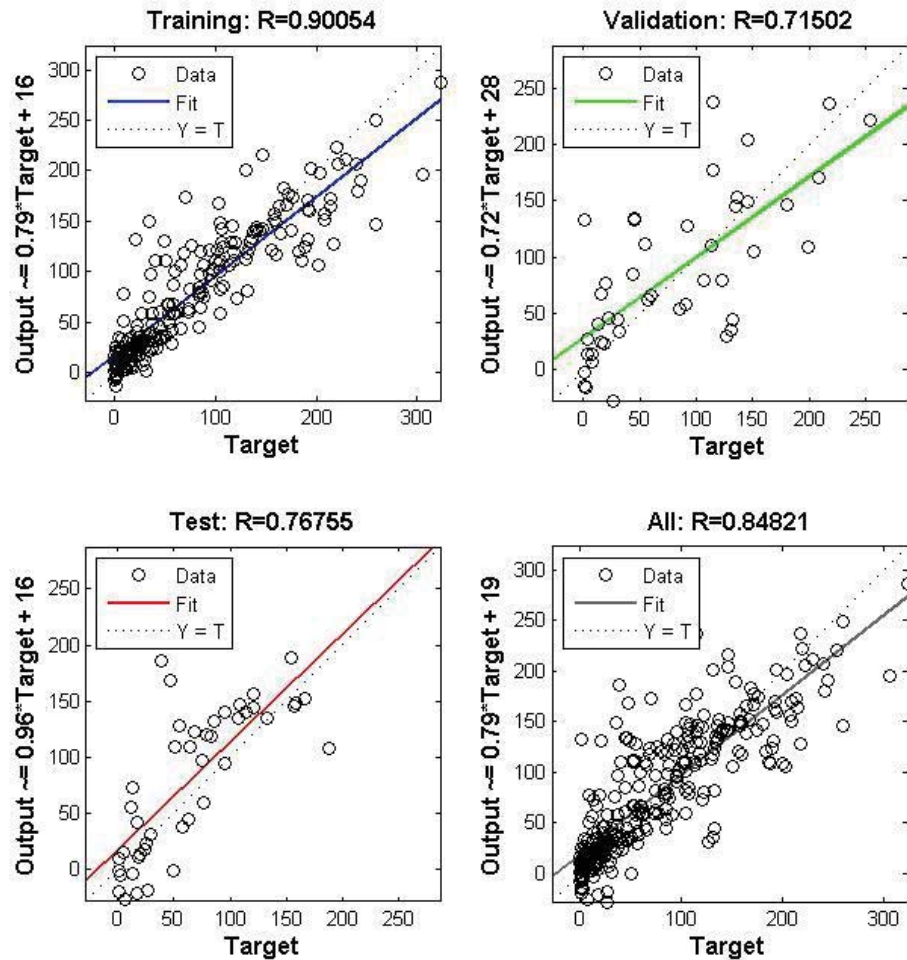 Training: R=0.90054
Output ~= 0.79*Target + 16
300
250
200
150
100
50
0
Data
Fit
Y = T
0 100 200 300
Target
Validation: R=0.71502
Output ~= 0.72*Target + 28
250
200
150
100
50
0
Data
Fit
Y = T
0 50 100 150 200 250
Target
Test: R=0.76755
Output ~= 0.96*Target + 16
250
200
150
100
50
0
Data
Fit
Y = T
0 50 100 150 200 250
Target
All: R=0.84821
Output ~= 0.79*Target + 19
300
250
200
150
100
50
0
Data
Fit
Y = T
0 100 200 300
Target